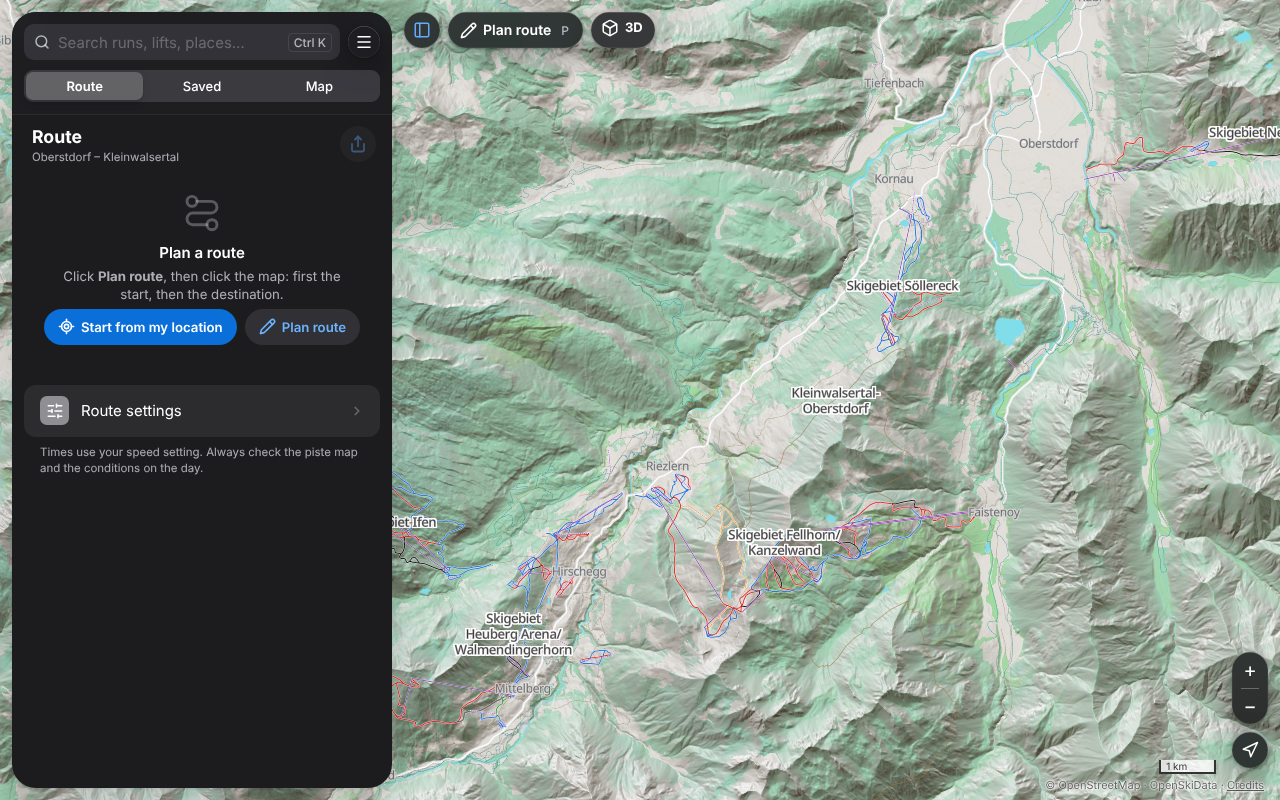 Search runs, lifts, places...
Ctrl K
Route
Saved
Map
Route
Oberstdorf – Kleinwalsertal
Plan a route
Click Plan route, then click the map: first the
start, then the destination.
Start from my location
Plan route
Route settings
Times use your speed setting. Always check the piste map
and the conditions on the day.
Plan route P
3D
Tiefenbach
Oberstdorf
Skigebiet Ne
Kornau
Skigebiet Söllereck
Kleinwalsertal-
Oberstdorf
Riezlern
biet Ifen
Skigebiet Fellhorn/
Kanzelwand
Faistenoy
Hirschegg
Skigebiet
Heuberg Arena/
Walmendingerhorn
Mittelberg
1 km
© OpenStreetMap · OpenSkiData · Credits